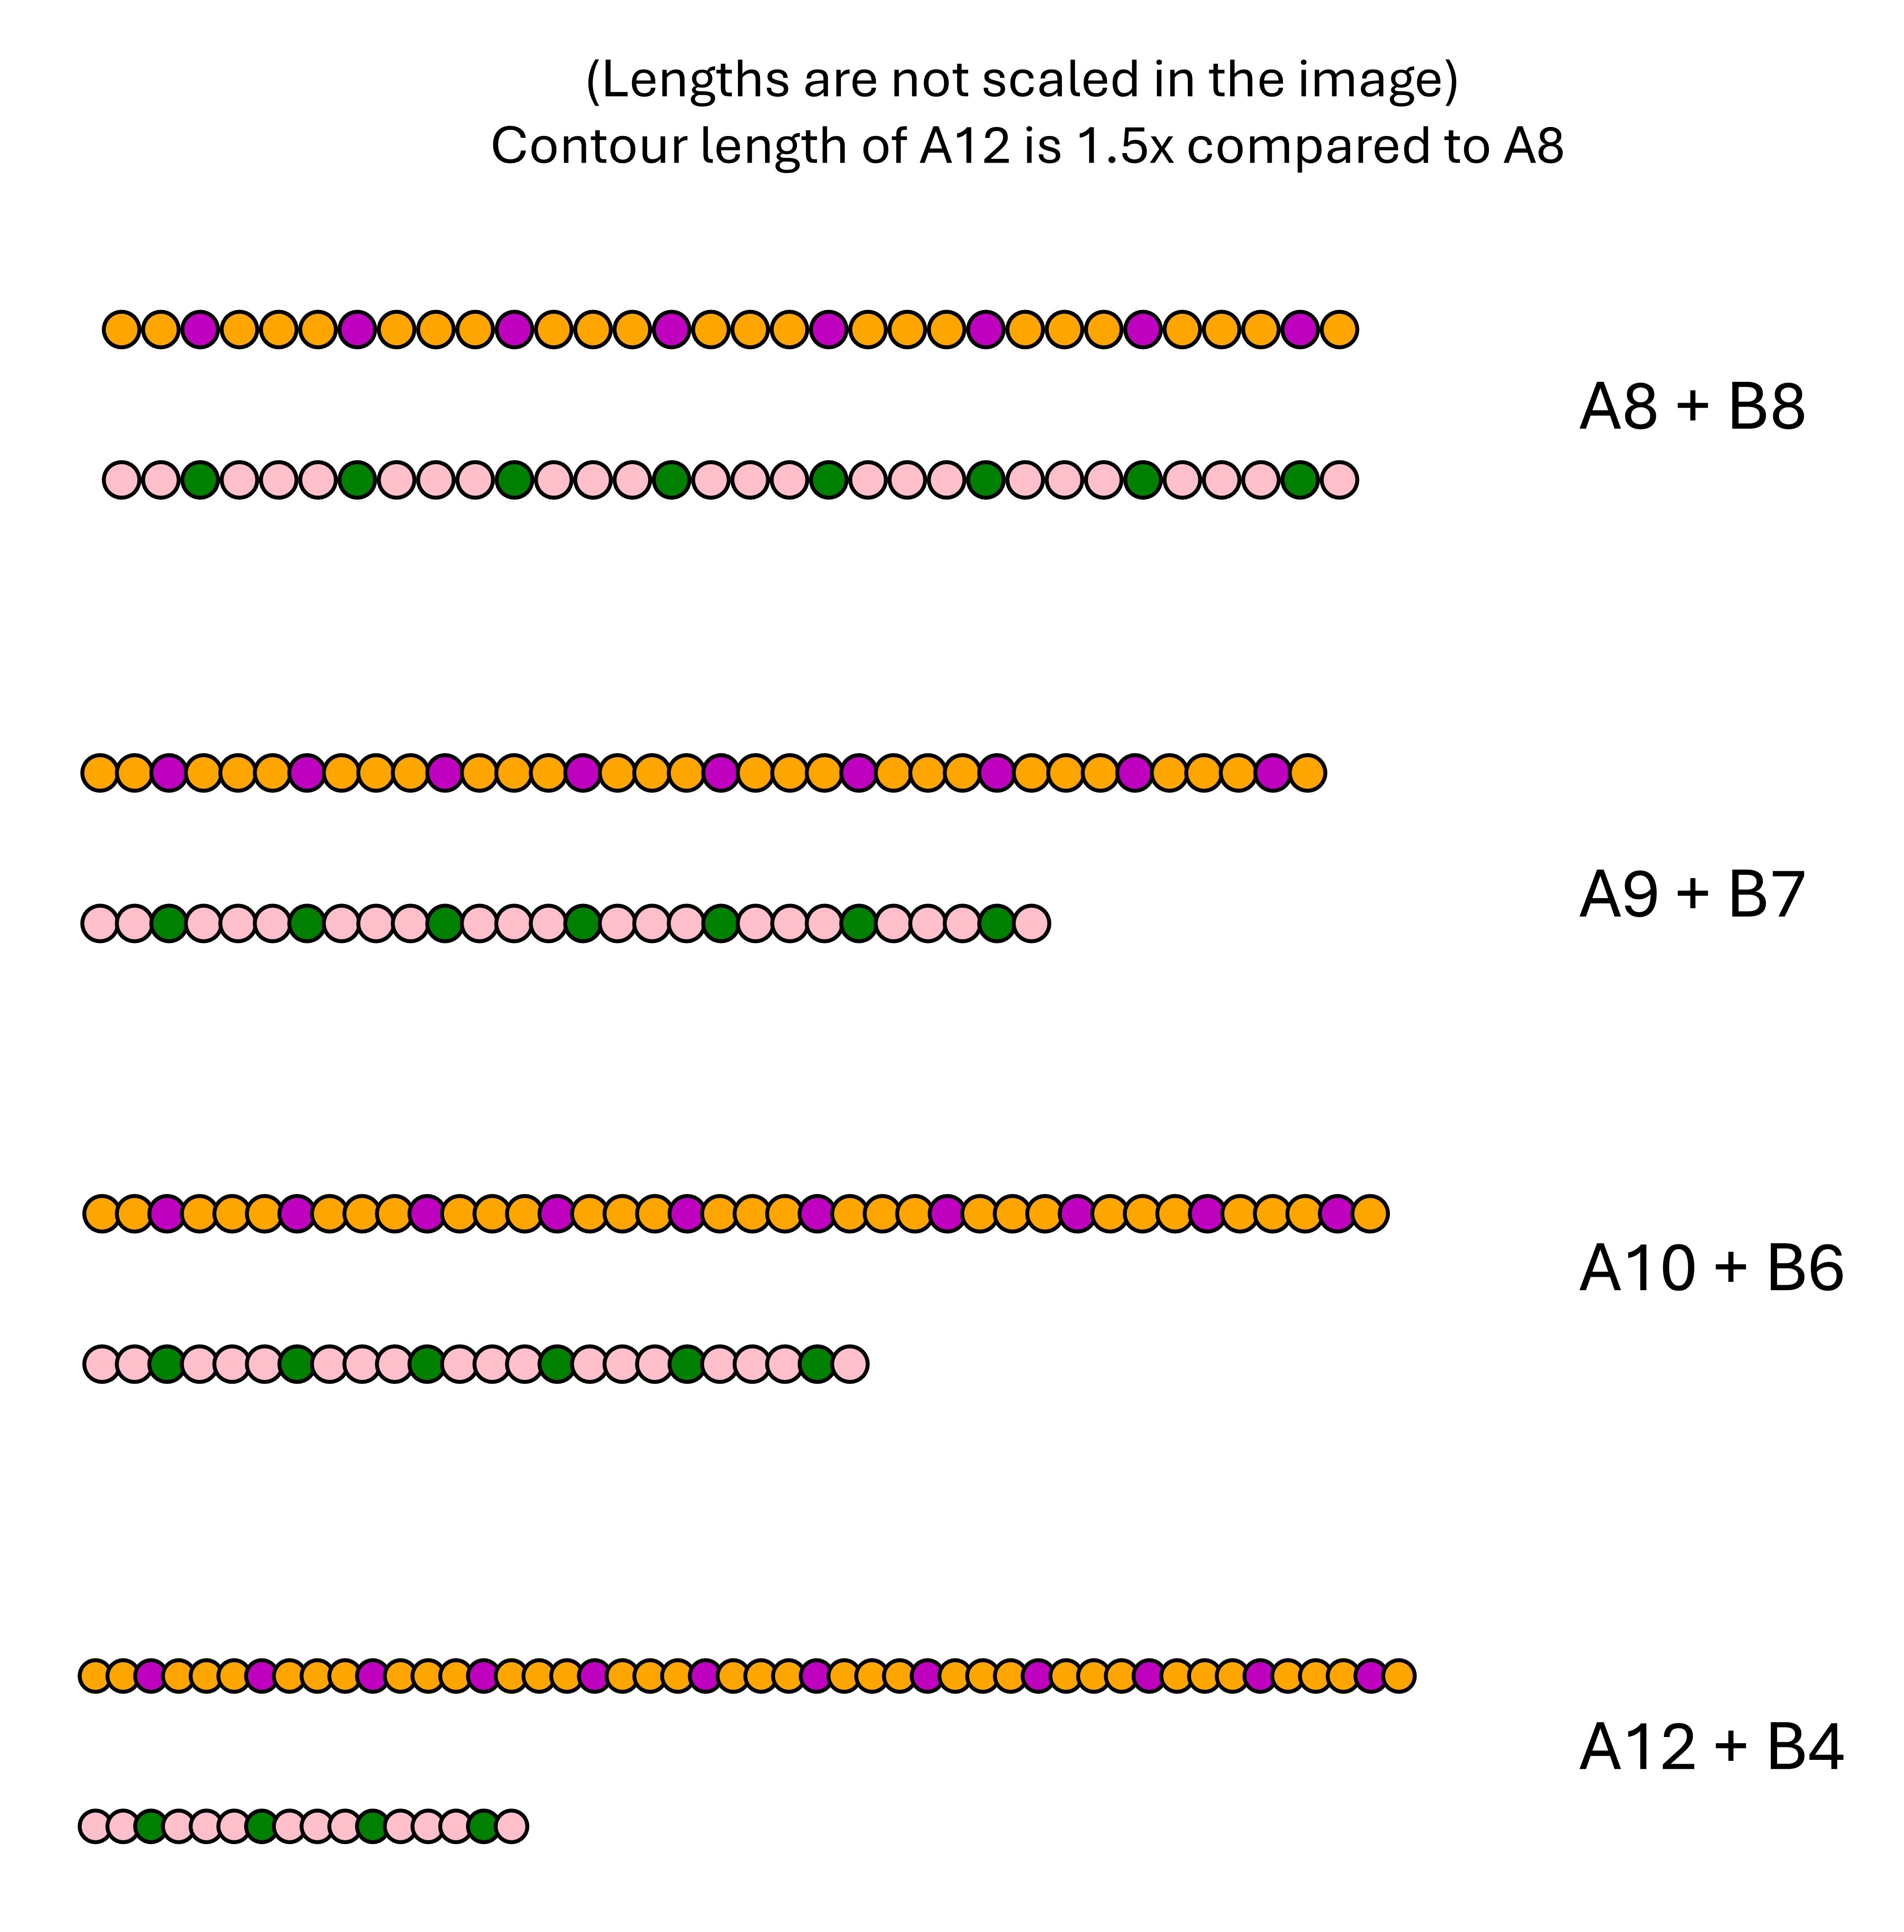 (Lengths are not scaled in the image)
Contour length of A12 is 1.5x compared to A8
A8 + B8
A9 + B7
A10 + B6
A12 + B4